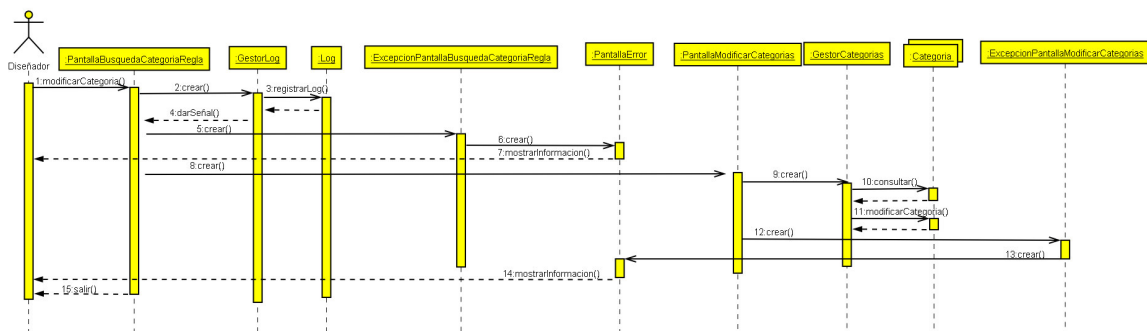 Diseñador
:PantallaBusquedaCategoriaRegla
:GestorLog
:Log
:ExcepcionPantallaBusquedaCategoriaRegla
:PantallaError
:PantallaModificarCategorias
:GestorCategorias
:Categoria
:ExcepcionPantallaModificarCategorias
1:modificarCategoria()
2:crear()
3:registrarLog()
4:darSeñal()
5:crear()
6:crear()
7:mostrarInformacion()
8:crear()
9:crear()
10:consultar()
11:modificarCategoria()
12:crear()
13:crear()
14:mostrarInformacion()
15:salir()